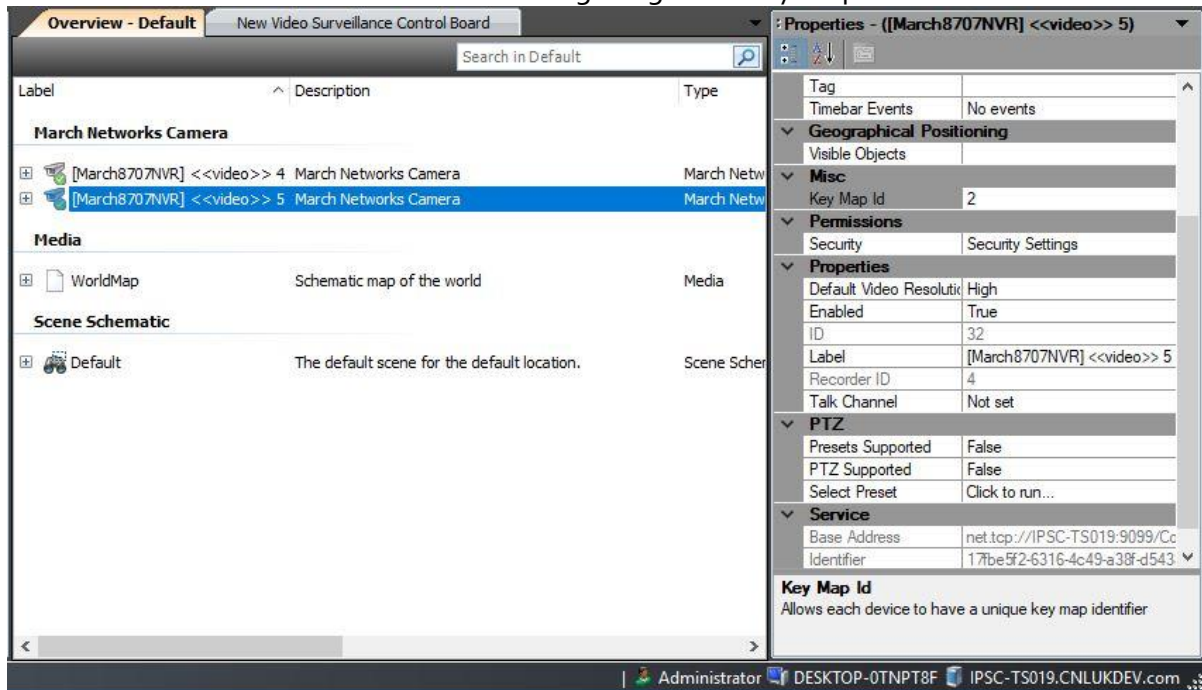 Overview - Default
New Video Surveillance Control Board
Search in Default
Label
Description
Type
March Networks Camera
[March8707NVR] <<video>> 4 March Networks Camera March Netw
[March8707NVR] <<video>> 5 March Networks Camera March Netw
Media
WorldMap Schematic map of the world Media
Scene Schematic
Default The default scene for the default location. Scene Scher
Properties - ([March8707NVR] <<video>> 5)
Tag
Timebar Events No events
Geographical Positioning
Visible Objects
Misc
Key Map Id 2
Permissions
Security Security Settings
Properties
Default Video Resolutic High
Enabled True
ID 32
Label [March8707NVR] <<video>> 5
Recorder ID 4
Talk Channel Not set
PTZ
Presets Supported False
PTZ Supported False
Select Preset Click to run...
Service
Base Address net.tcp://IPSC-TS019:9099/Cc
Identifier 17fbe5f2-6316-4c49-a38f-d543
Key Map Id
Allows each device to have a unique key map identifier
| Administrator DESKTOP-0TNPT8F IPSC-TS019.CNLUKDEV.com